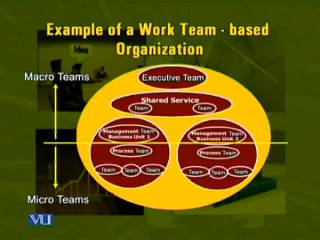 Example of a Work Team - based
Organization
Macro Teams
Executive Team
Shared Service
Team
Team
Management Team
Business Unit 1
Management Team
Business Unit 2
Process Team
Process Team
Team
Team
Team
Team
Team
Team
Micro Teams
VU